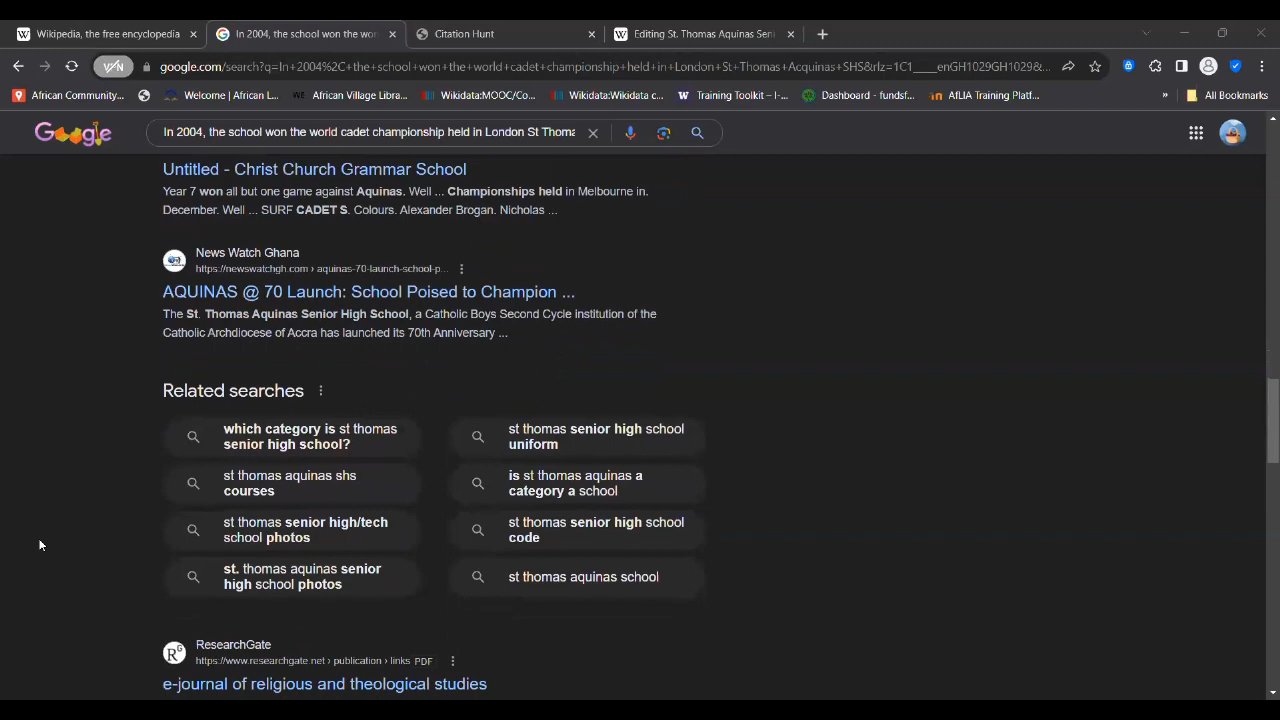 Wikipedia, the free encyclopedia
In 2004, the school won the wor
Citation Hunt
Editing St. Thomas Aquinas Sen
VPN
google.com/search?q=In+2004%2C+the+school+won+the+world+cadet+championship+held+in+London+St+Thomas+Acquinas+SHS&rlz=1C1____enGH1029GH1029&...
African Community...
Welcome | African L...
African Village Libra...
Wikidata:MOOC/Co...
Wikidata:Wikidata c...
Training Toolkit – I-...
Dashboard - fundsf...
AfLIA Training Platf...
»
All Bookmarks
Google
In 2004, the school won the world cadet championship held in London St Thoma
Untitled - Christ Church Grammar School
Year 7 won all but one game against Aquinas. Well ... Championships held in Melbourne in.
December. Well ... SURF CADET S. Colours. Alexander Brogan. Nicholas ...
News Watch Ghana
https://newswatchgh.com › aquinas-70-launch-school-p...
AQUINAS @ 70 Launch: School Poised to Champion ...
The St. Thomas Aquinas Senior High School, a Catholic Boys Second Cycle institution of the
Catholic Archdiocese of Accra has launched its 70th Anniversary ...
Related searches
which category is st thomas
senior high school?
st thomas senior high school
uniform
st thomas aquinas shs
courses
is st thomas aquinas a
category a school
st thomas senior high/tech
school photos
st thomas senior high school
code
st. thomas aquinas senior
high school photos
st thomas aquinas school
RG
ResearchGate
https://www.researchgate.net › publication › links PDF
e-journal of religious and theological studies